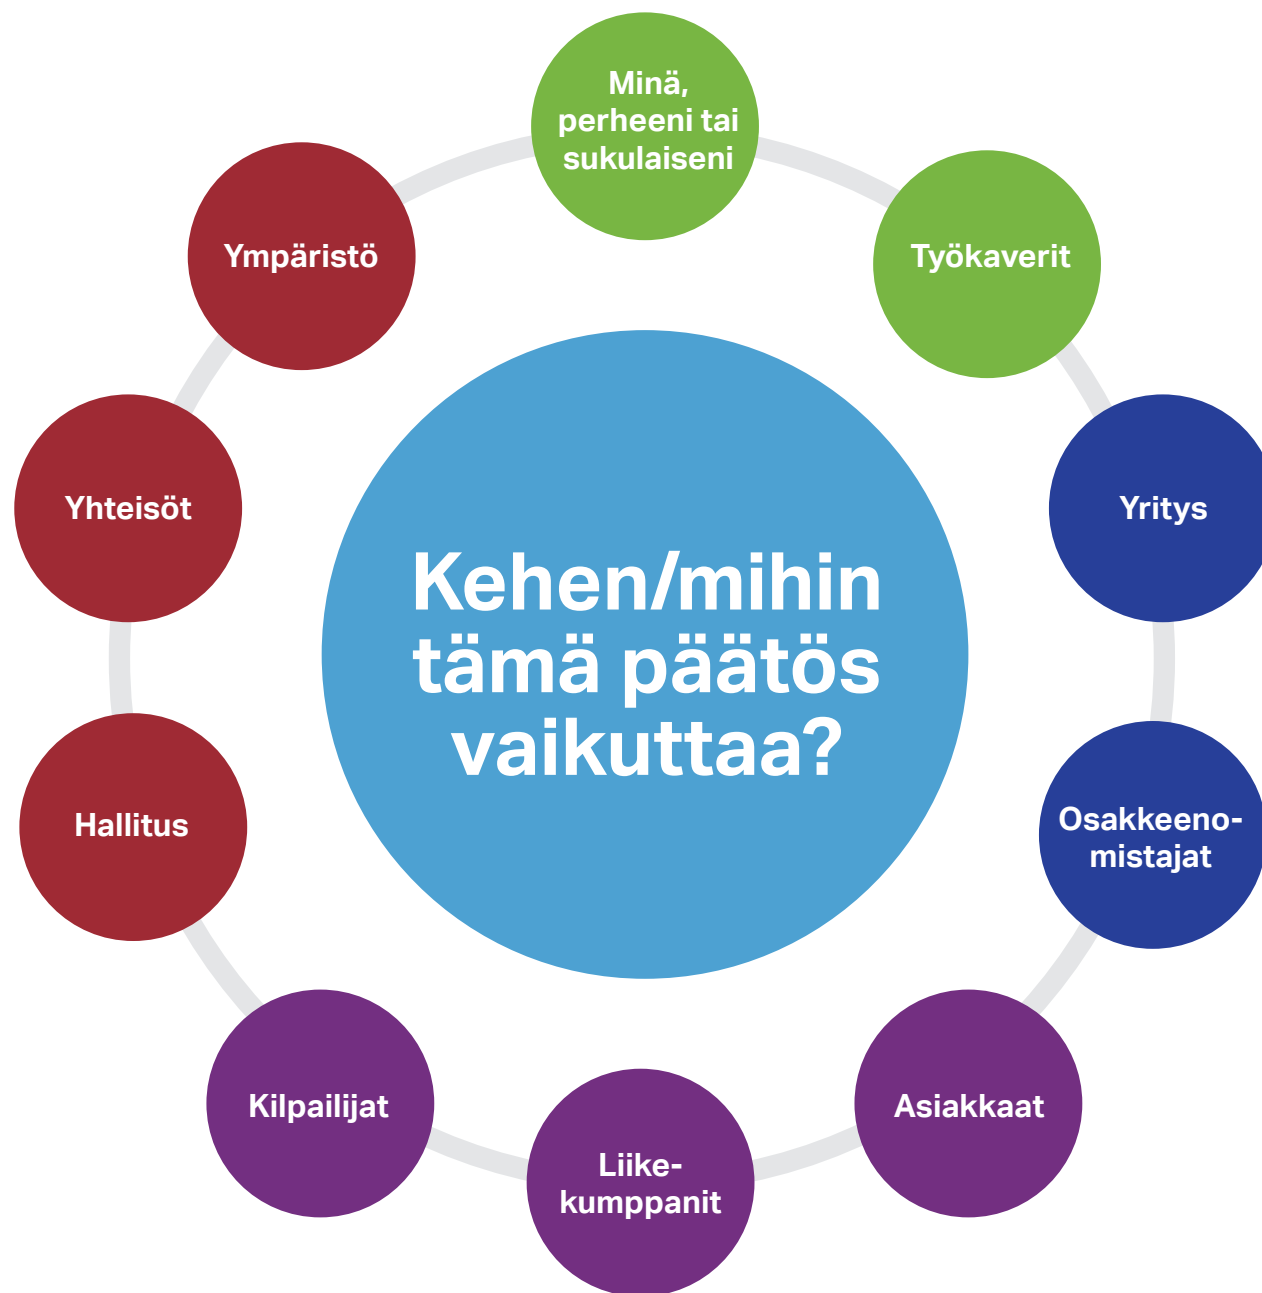 Minä,
perheeni tai
sukulaiseni
Työkaverit
Yritys
Osakkeeno-
mistajat
Asiakkaat
Liike-
kumppanit
Kilpailijat
Hallitus
Yhteisöt
Ympäristö
Kehen/mihin
tämä päätös
vaikuttaa?